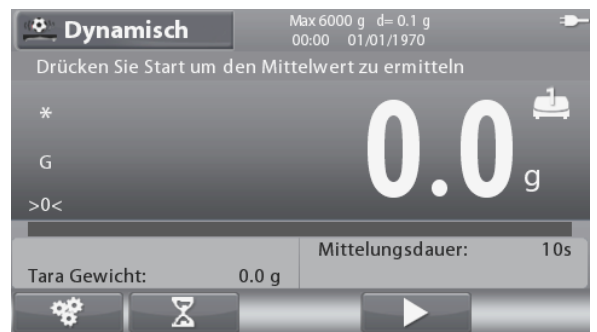 Dynamisch
Max 6000 g d= 0.1 g
00:00 01/01/1970
Drücken Sie Start um den Mittelwert zu ermitteln
*
1
0.0 g
G
>0<
Mittelungsdauer: 10s
Tara Gewicht: 0.0 g